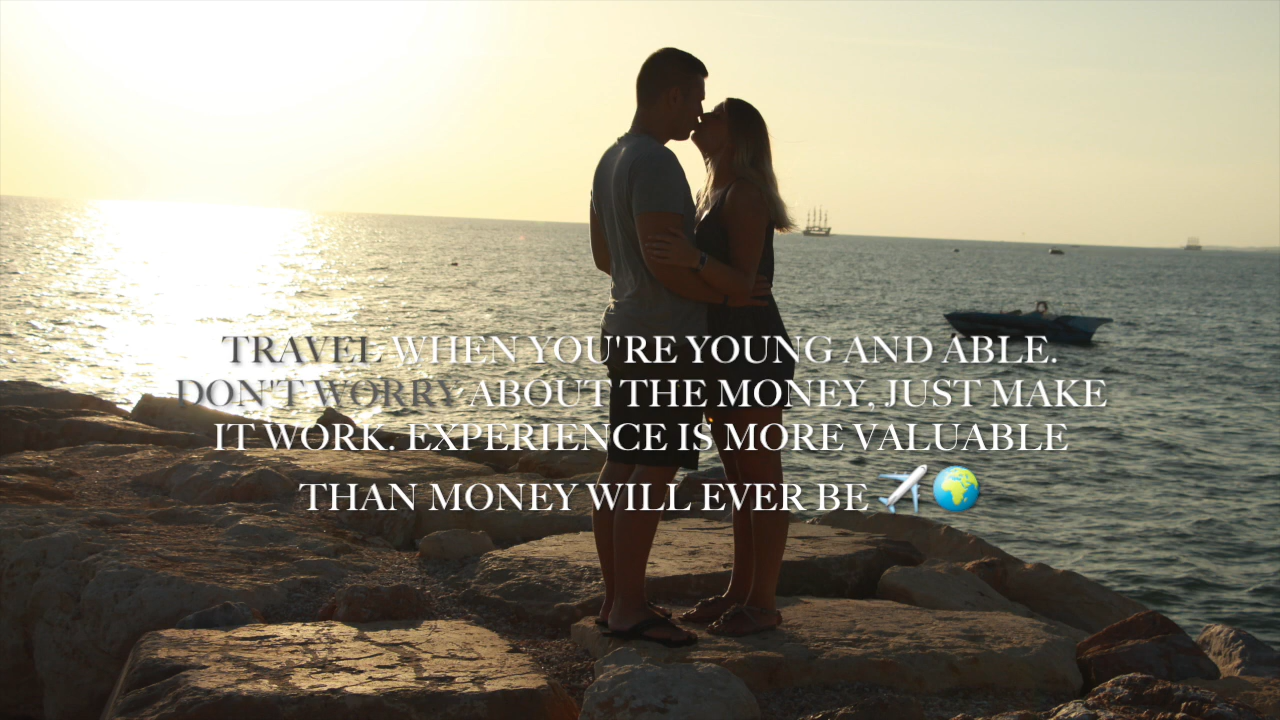 TRAVEL WHEN YOU'RE YOUNG AND ABLE.
DON'T WORRY ABOUT THE MONEY, JUST MAKE
IT WORK. EXPERIENCE IS MORE VALUABLE
THAN MONEY WILL EVER BE ✈️🌍